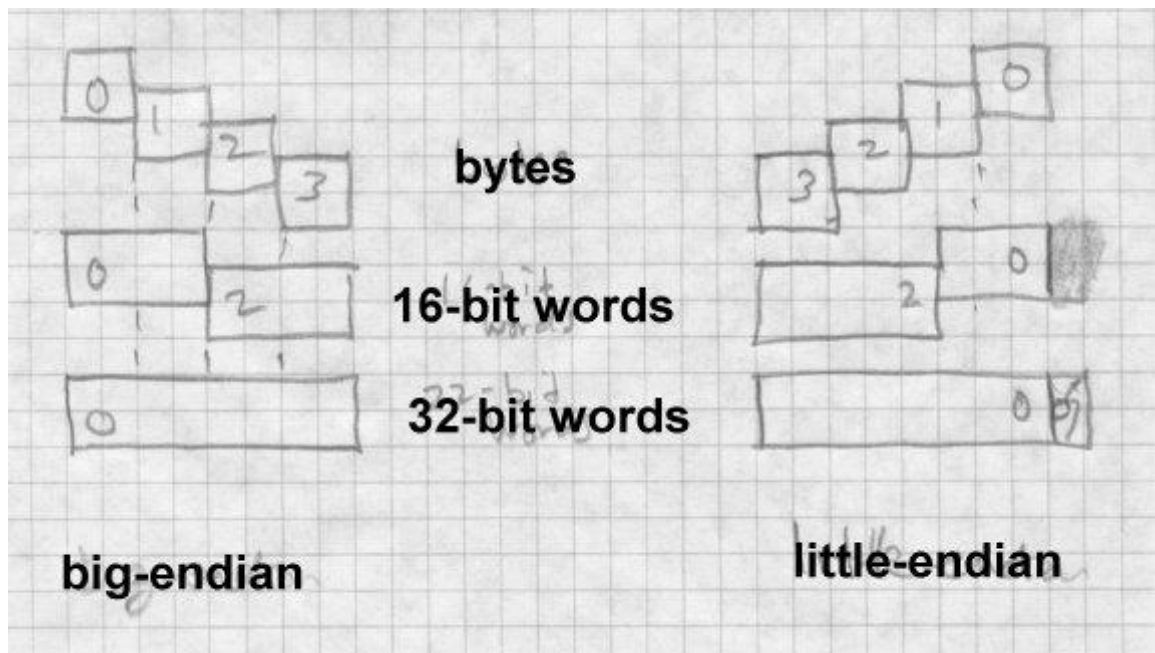 0 0
1 1
2 bytes 2
3 3
0 0
2 16-bit words 2
0 32-bit words 0
big-endian little-endian